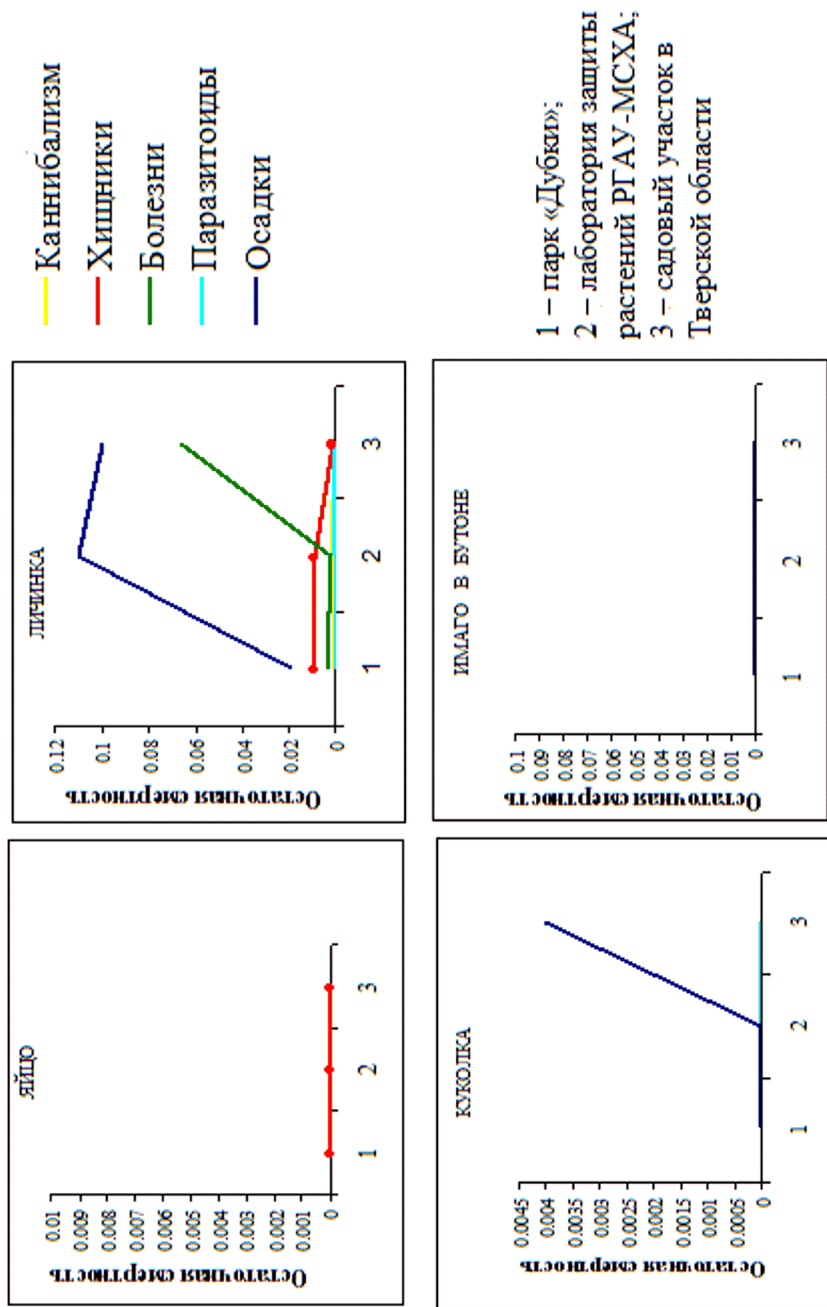 ЯЙЦО
Остаточная смертность
0.01
0.009
0.008
0.007
0.006
0.005
0.004
0.003
0.002
0.001
0
1 2 3
ЛИЧИНКА
Остаточная смертность
0.12
0.1
0.08
0.06
0.04
0.02
0
1 2 3
Каннибализм
Хищники
Болезни
Паразитоиды
Осадки
КУКОЛКА
Остаточная смертность
0.0045
0.004
0.0035
0.003
0.0025
0.002
0.0015
0.001
0.0005
0
1 2 3
ИМАГО В БУТОНЕ
Остаточная смертность
0.1
0.09
0.08
0.07
0.06
0.05
0.04
0.03
0.02
0.01
0
1 2 3
1 – парк «Дубки»;
2 – лаборатория защиты
растений РГАУ-МСХА;
3 – садовый участок в
Тверской области